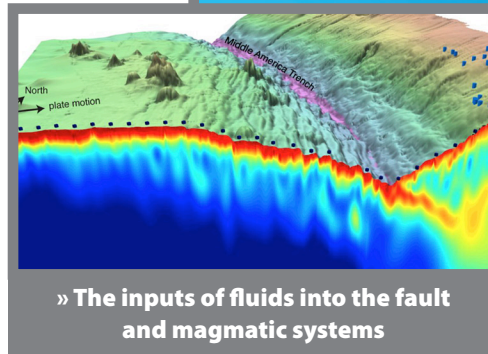 Middle America Trench
North
plate motion
» The inputs of fluids into the fault
and magmatic systems